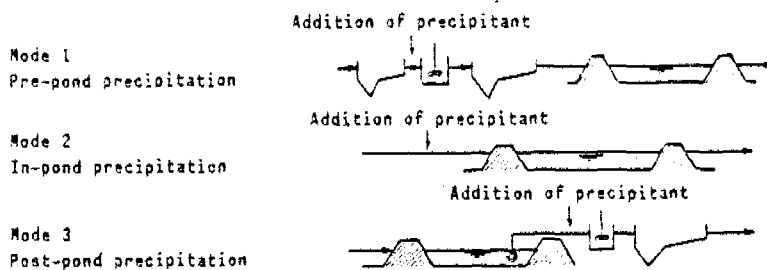 Addition of precipitant
Mode 1
Pre-pond precipitation
Addition of precipitant
Mode 2
In-pond precipitation
Addition of precipitant
Mode 3
Post-pond precipitation